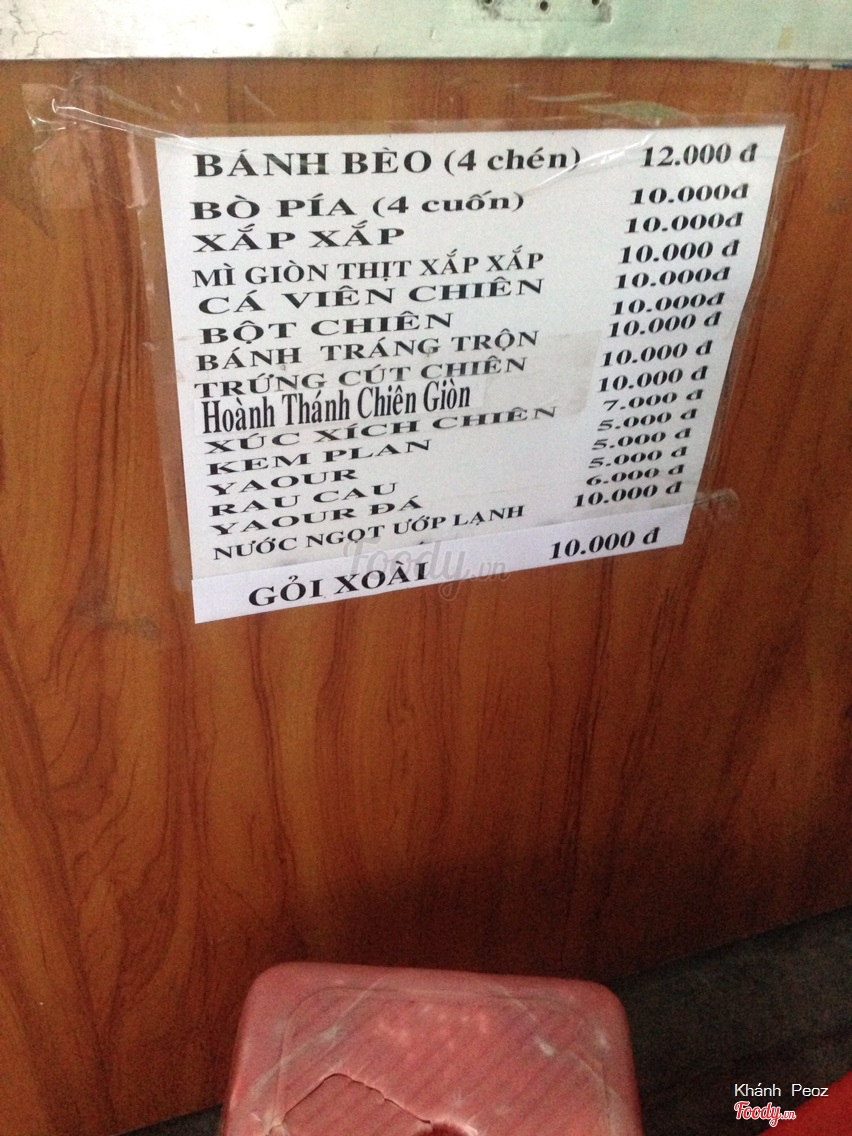 BÁNH BÈO (4 chén) 12.000 đ
BÒ PÍA (4 cuốn) 10.000đ
XẮP XẮP 10.000đ
MÌ GIÒN THỊT XẮP XẮP 10.000 đ
CÁ VIÊN CHIÊN 10.000đ
BỘT CHIÊN 10.000đ
BÁNH TRÁNG TRỘN 10.000 đ
TRỨNG CÚT CHIÊN 10.000 đ
Hoành Thánh Chiên Giòn 10.000 đ
XÚC XÍCH CHIÊN 7.000 đ
KEM PLAN 5.000 đ
YAOUR 5.000 đ
RAU CAU 5.000 đ
YAOUR ĐÁ 6.000 đ
NƯỚC NGỌT ƯỚP LẠNH 10.000 đ
GỎI XOÀI 10.000 đ
Foody.vn
Khánh Peoz
Foody.vn